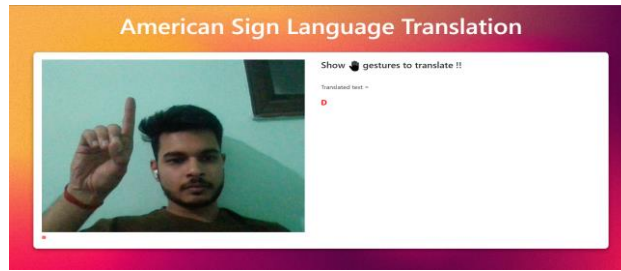 American Sign Language Translation
Show 🖐 gestures to translate !!
Translated text ~
D